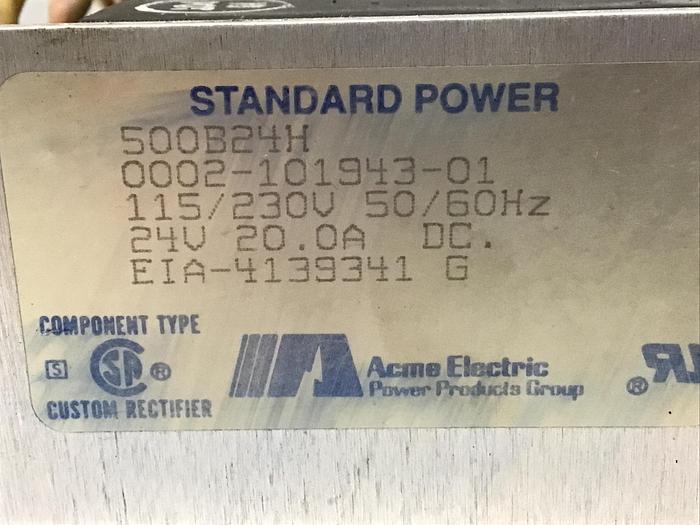 STANDARD POWER
500B24H
0002-101943-01
115/230V 50/60Hz
24V 20.0A DC.
EIA-4139341 G
COMPONENT TYPE
S SP ®
CUSTOM RECTIFIER
Acme Electric
Power Products Group
®